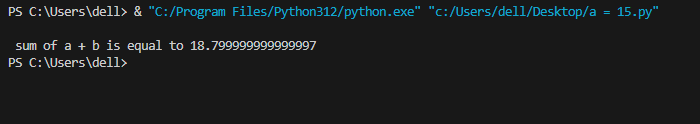 PS C:\Users\dell> & "C:/Program Files/Python312/python.exe" "c:/Users/dell/Desktop/a = 15.py"
sum of a + b is equal to 18.799999999999997
PS C:\Users\dell>